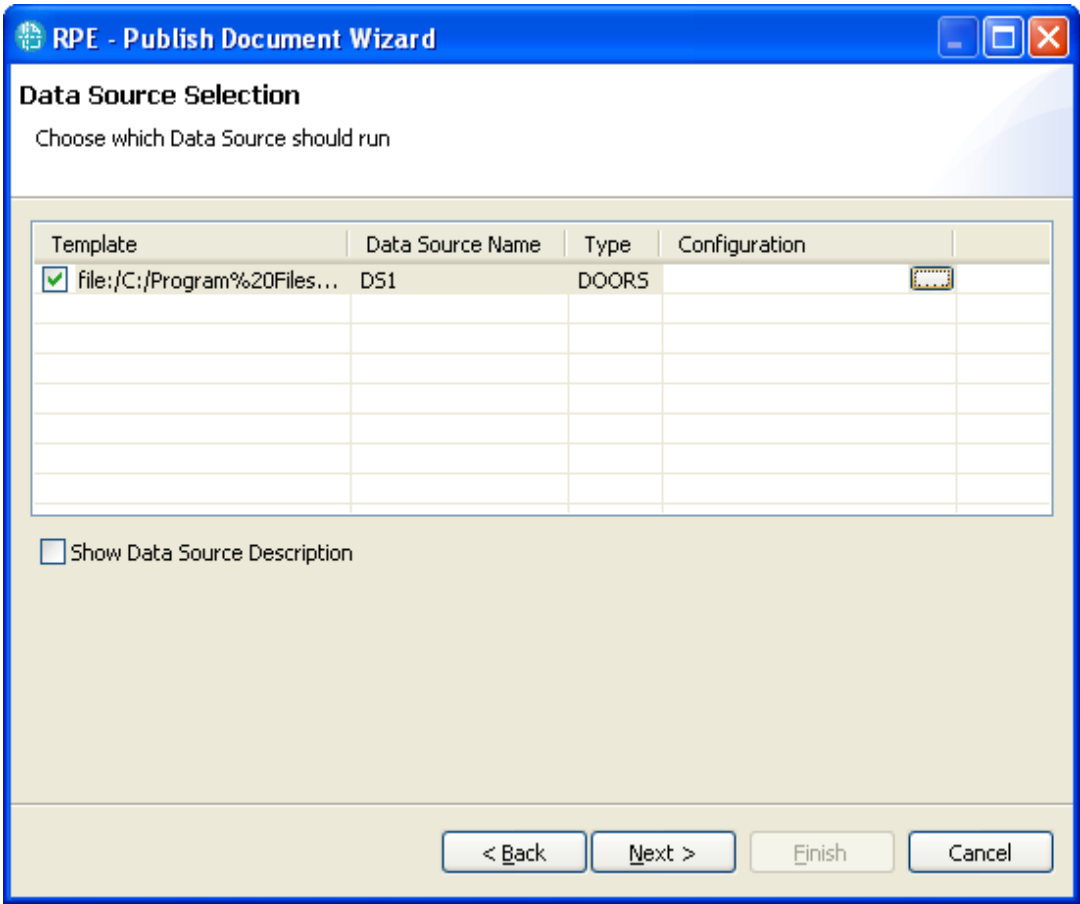 RPE - Publish Document Wizard
Data Source Selection
Choose which Data Source should run
Template Data Source Name Type Configuration
file:/C:/Program%20Files... DS1 DOORS ...
Show Data Source Description
< Back Next > Finish Cancel